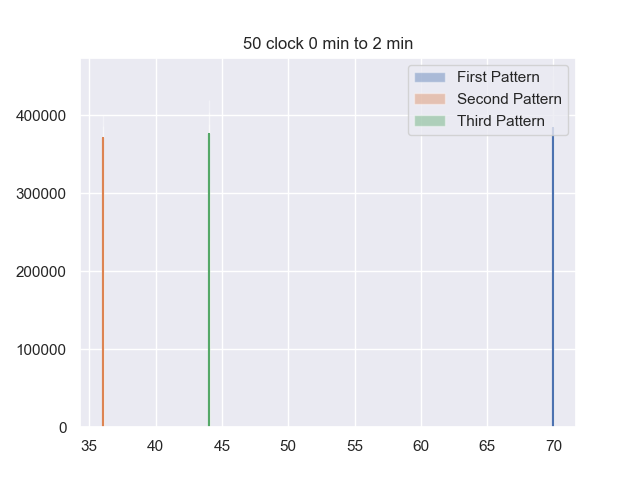 50 clock 0 min to 2 min
First Pattern
Second Pattern
Third Pattern
400000
300000
200000
100000
0
35 40 45 50 55 60 65 70